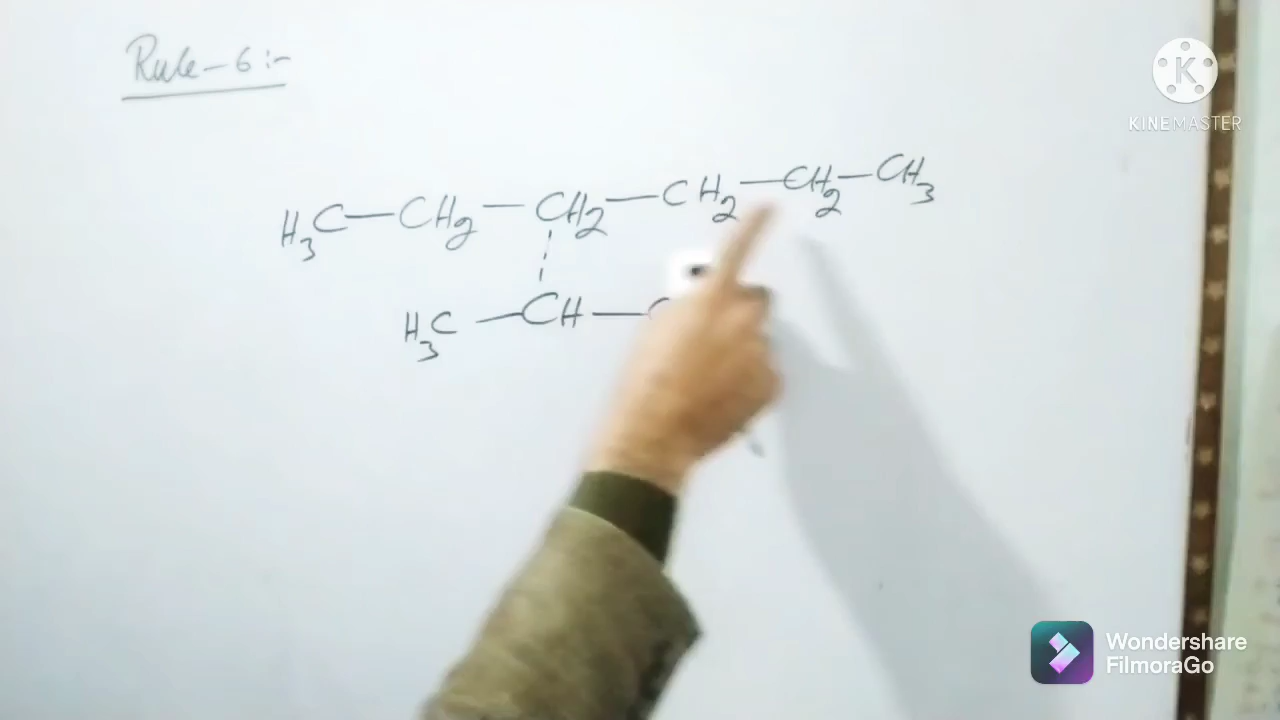 Rule-6:-
H3C—CH2—CH2—CH2—CH2—CH3
H3C—CH—C
K
KINEMASTER
Wondershare
FilmoraGo